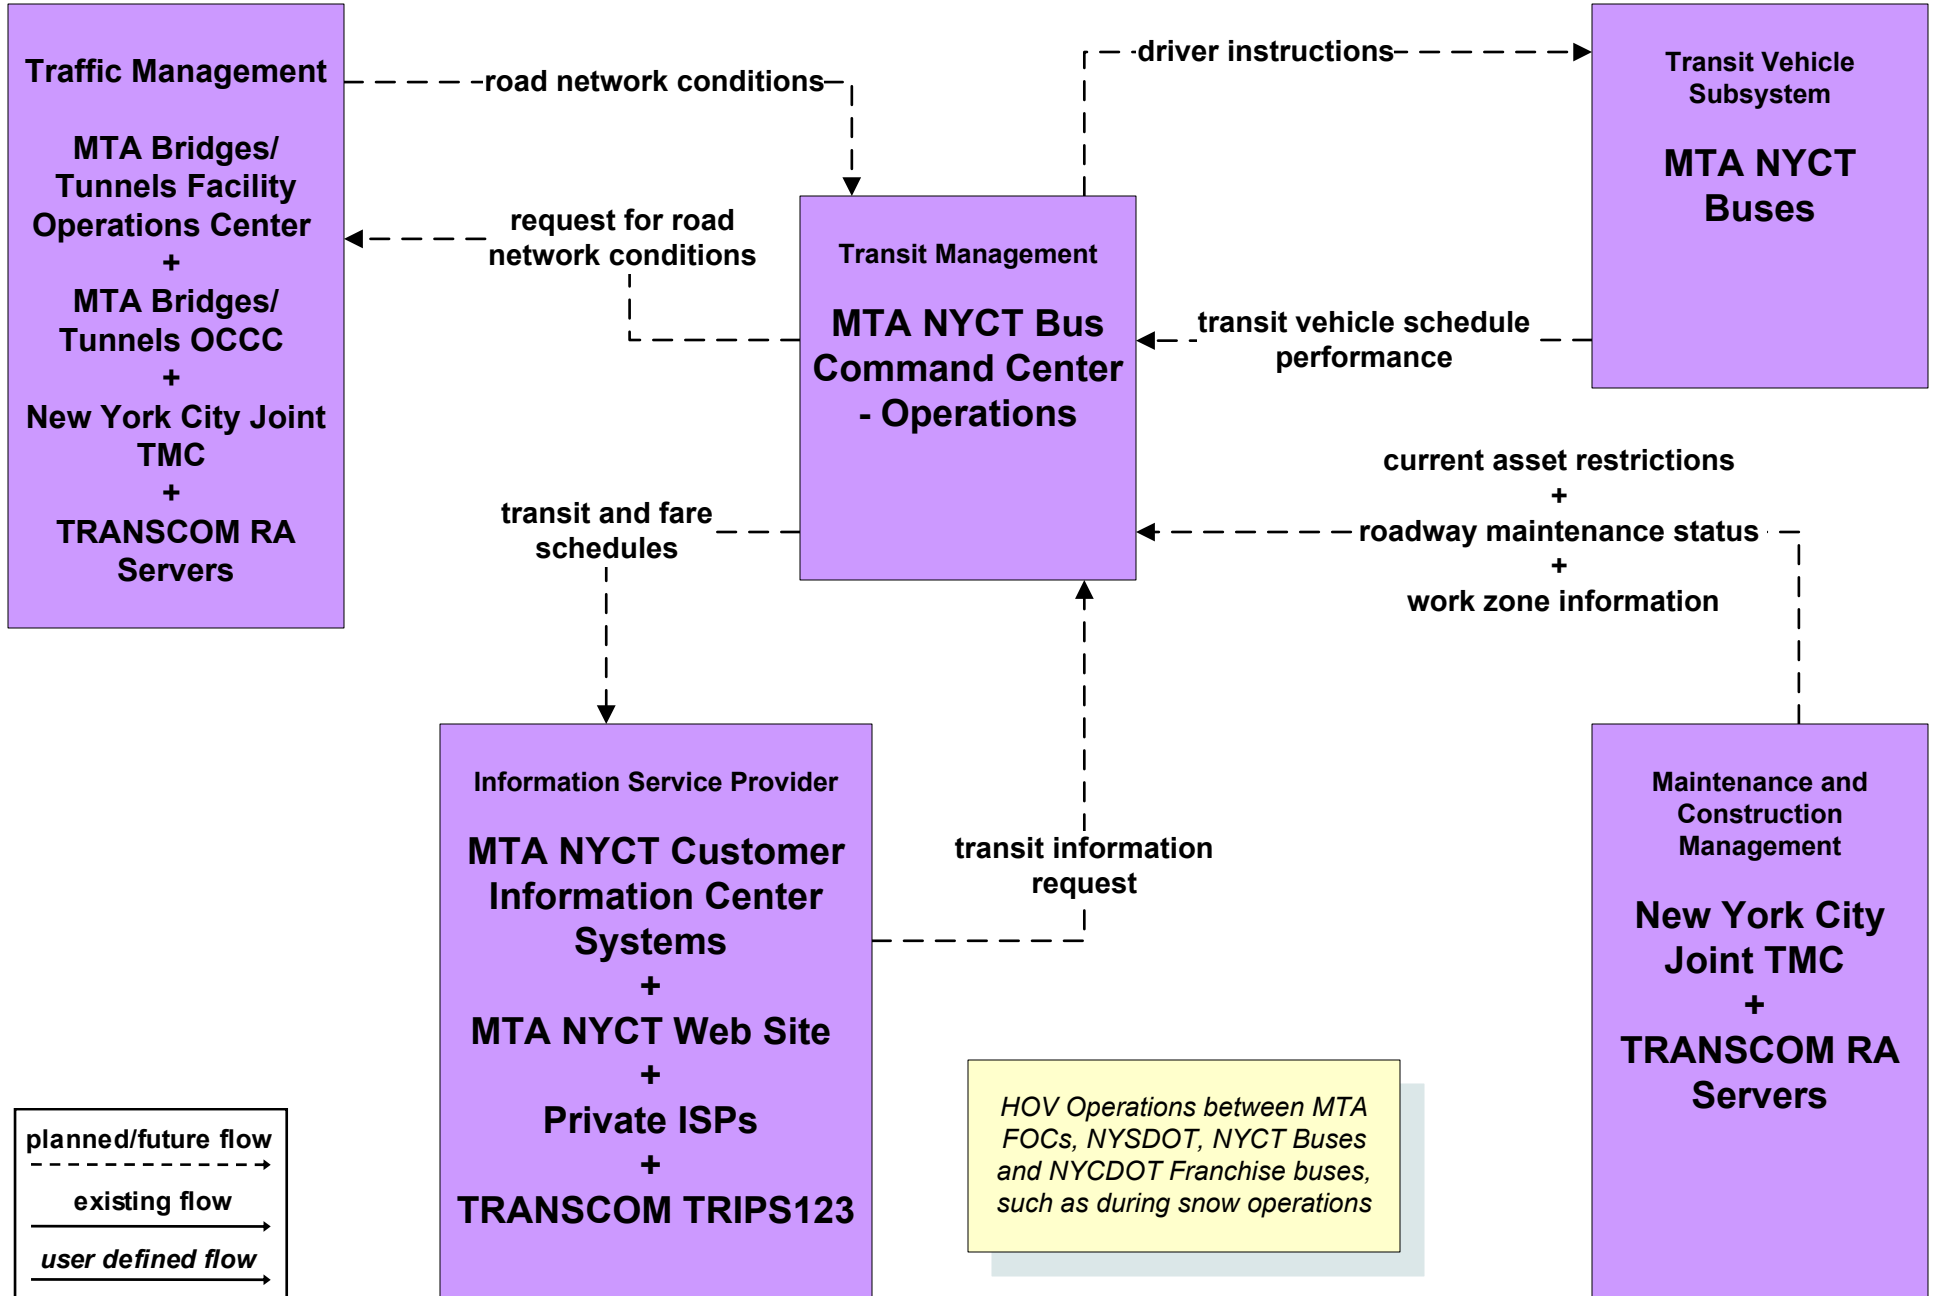 Traffic Management
MTA Bridges/
Tunnels Facility
Operations Center
+
MTA Bridges/
Tunnels OCCC
+
New York City Joint
TMC
+
TRANSCOM RA
Servers
road network conditions
request for road
network conditions
driver instructions
Transit Vehicle
Subsystem
MTA NYCT
Buses
Transit Management
MTA NYCT Bus
Command Center
- Operations
transit vehicle schedule
performance
current asset restrictions
+
roadway maintenance status
+
work zone information
transit and fare
schedules
Information Service Provider
MTA NYCT Customer
Information Center
Systems
+
MTA NYCT Web Site
+
Private ISPs
+
TRANSCOM TRIPS123
transit information
request
Maintenance and
Construction
Management
New York City
Joint TMC
+
TRANSCOM RA
Servers
HOV Operations between MTA
FOCs, NYSDOT, NYCT Buses
and NYCDOT Franchise buses,
such as during snow operations
planned/future flow
existing flow
user defined flow